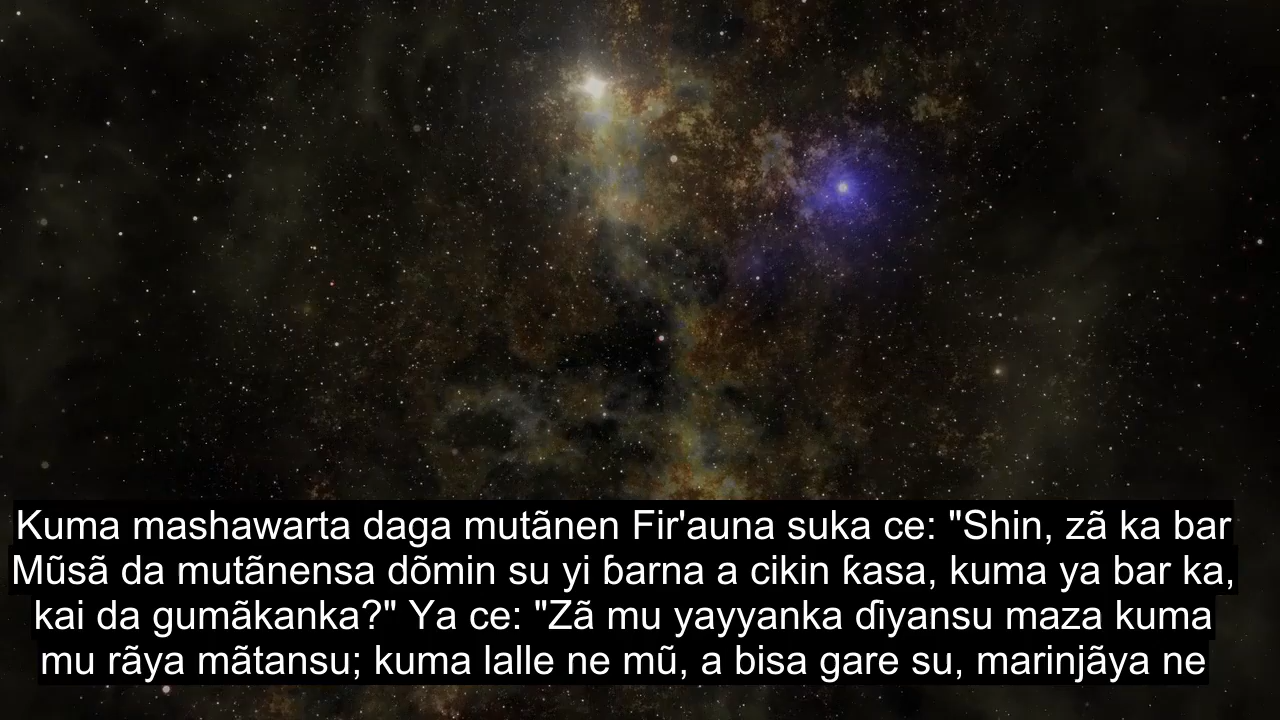 Kuma mashawarta daga mutãnen Fir'auna suka ce: "Shin, zã ka bar
Mũsã da mutãnensa dõmin su yi ɓarna a cikin ƙasa, kuma ya bar ka,
kai da gumãkanka?" Ya ce: "Zã mu yayyanka ɗiyansu maza kuma
mu rãya mãtansu; kuma lalle ne mũ, a bisa gare su, marinjãya ne